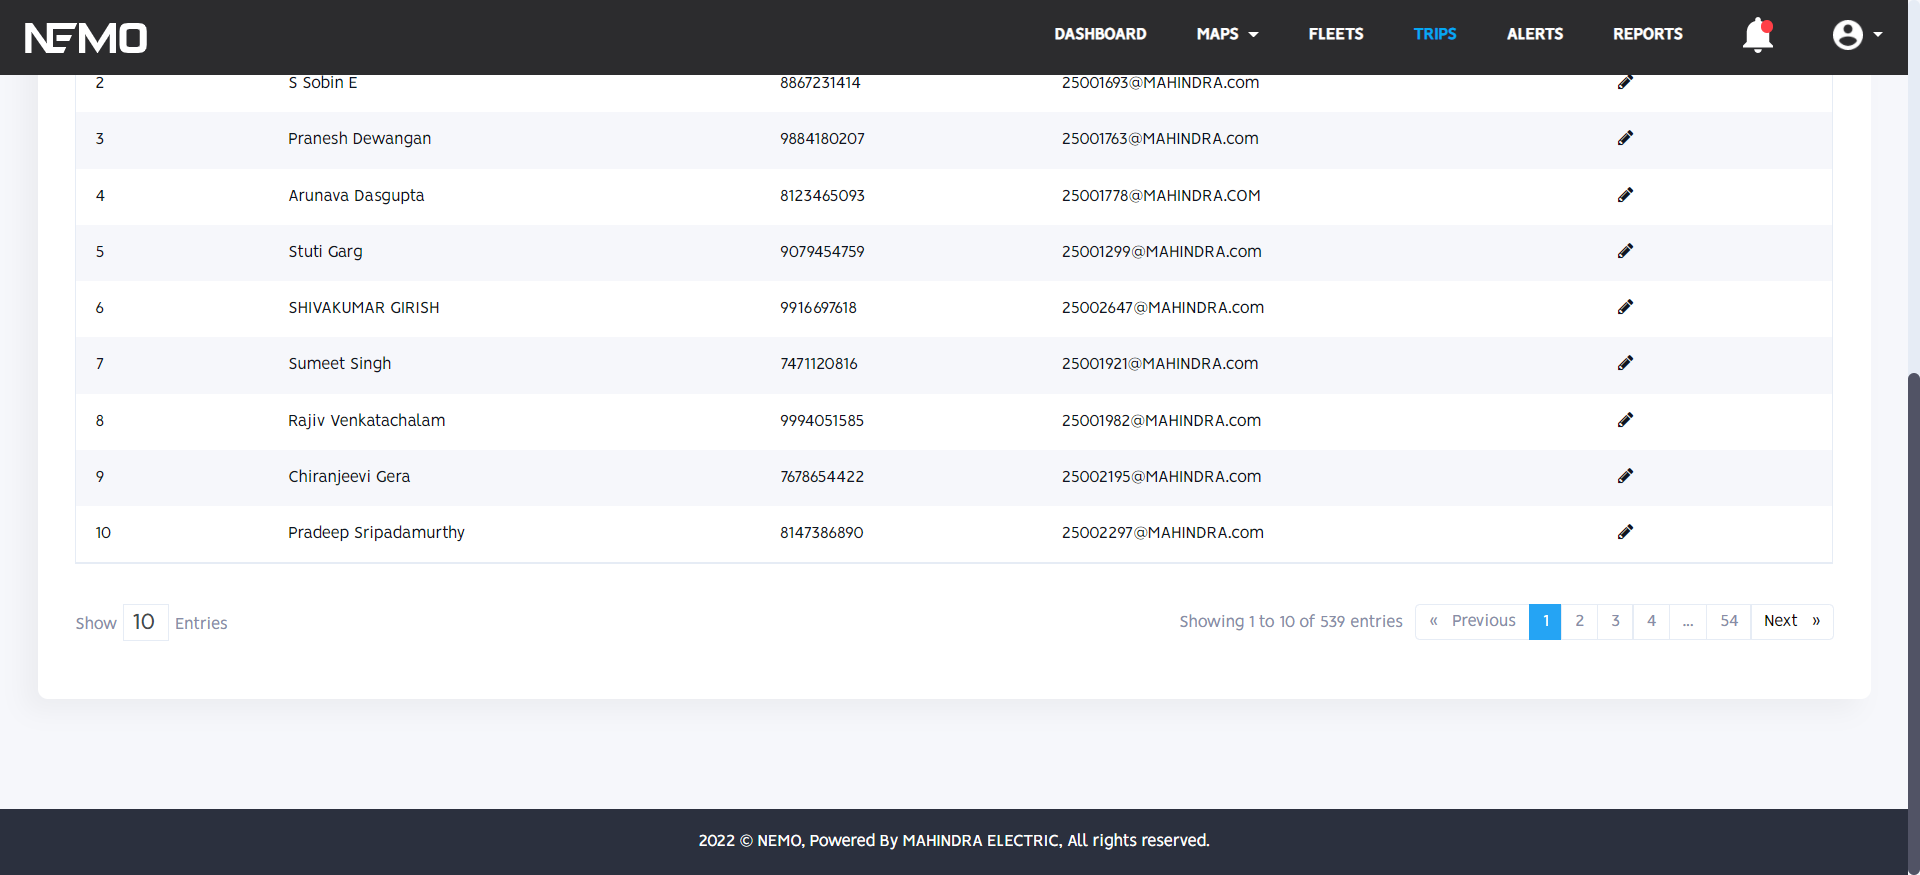 NEMO
DASHBOARD MAPS FLEETS TRIPS ALERTS REPORTS
2 S Sobin E 8867231414 25001693@MAHINDRA.com
3 Pranesh Dewangan 9884180207 25001763@MAHINDRA.com
4 Arunava Dasgupta 8123465093 25001778@MAHINDRA.COM
5 Stuti Garg 9079454759 25001299@MAHINDRA.com
6 SHIVAKUMAR GIRISH 9916697618 25002647@MAHINDRA.com
7 Sumeet Singh 7471120816 25001921@MAHINDRA.com
8 Rajiv Venkatachalam 9994051585 25001982@MAHINDRA.com
9 Chiranjeevi Gera 7678654422 25002195@MAHINDRA.com
10 Pradeep Sripadamurthy 8147386890 25002297@MAHINDRA.com
Show 10 Entries Showing 1 to 10 of 539 entries « Previous 1 2 3 4 ... 54 Next »
2022 © NEMO, Powered By MAHINDRA ELECTRIC, All rights reserved.